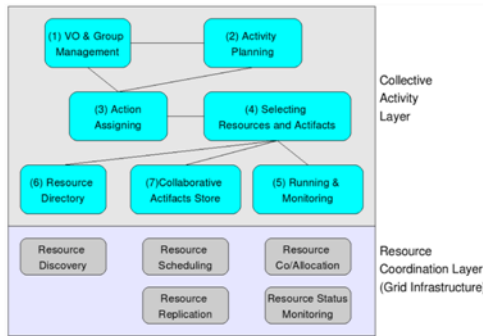 (1) VO & Group
Management
(2) Activity
Planning
(3) Action
Assigning
(4) Selecting
Resources and Artifacts
Collective
Activity
Layer
(6) Resource
Directory
(7)Collaborative
Artifacts Store
(5) Running &
Monitoring
Resource
Discovery
Resource
Scheduling
Resource
Co/Allocation
Resource
Replication
Resource Status
Monitoring
Resource
Coordination Layer
(Grid Infrastructure)